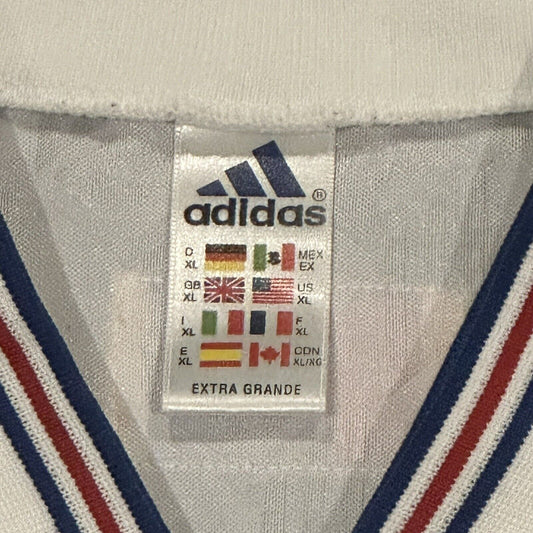 adidas®
D XL MEX EX
GB XL US XL
I XL F XL
E XL CDN XL/XG
EXTRA GRANDE